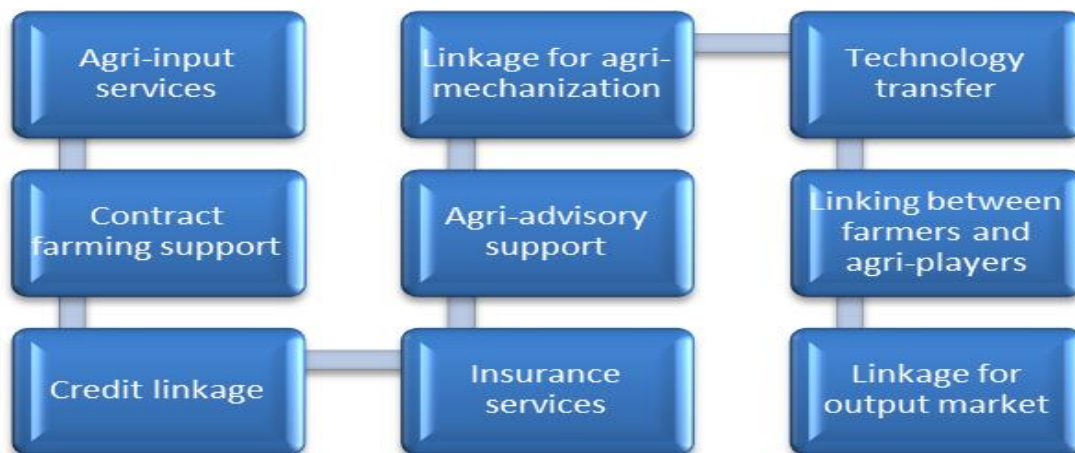 Agri-input
services
Contract
farming support
Credit linkage
Insurance
services
Agri-advisory
support
Linkage for agri-
mechanization
Technology
transfer
Linking between
farmers and
agri-players
Linkage for
output market